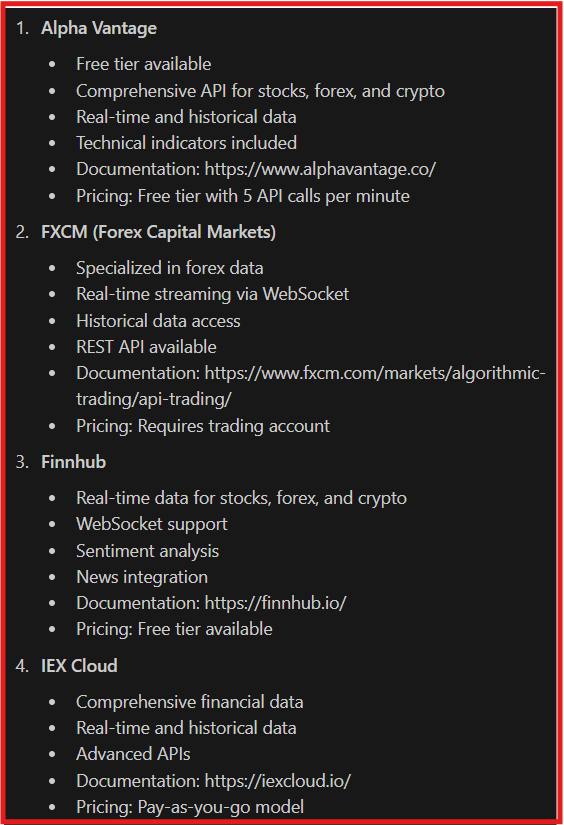 1. Alpha Vantage
• Free tier available
• Comprehensive API for stocks, forex, and crypto
• Real-time and historical data
• Technical indicators included
• Documentation: https://www.alphavantage.co/
• Pricing: Free tier with 5 API calls per minute
2. FXCM (Forex Capital Markets)
• Specialized in forex data
• Real-time streaming via WebSocket
• Historical data access
• REST API available
• Documentation: https://www.fxcm.com/markets/algorithmic-
trading/api-trading/
• Pricing: Requires trading account
3. Finnhub
• Real-time data for stocks, forex, and crypto
• WebSocket support
• Sentiment analysis
• News integration
• Documentation: https://finnhub.io/
• Pricing: Free tier available
4. IEX Cloud
• Comprehensive financial data
• Real-time and historical data
• Advanced APIs
• Documentation: https://iexcloud.io/
• Pricing: Pay-as-you-go model